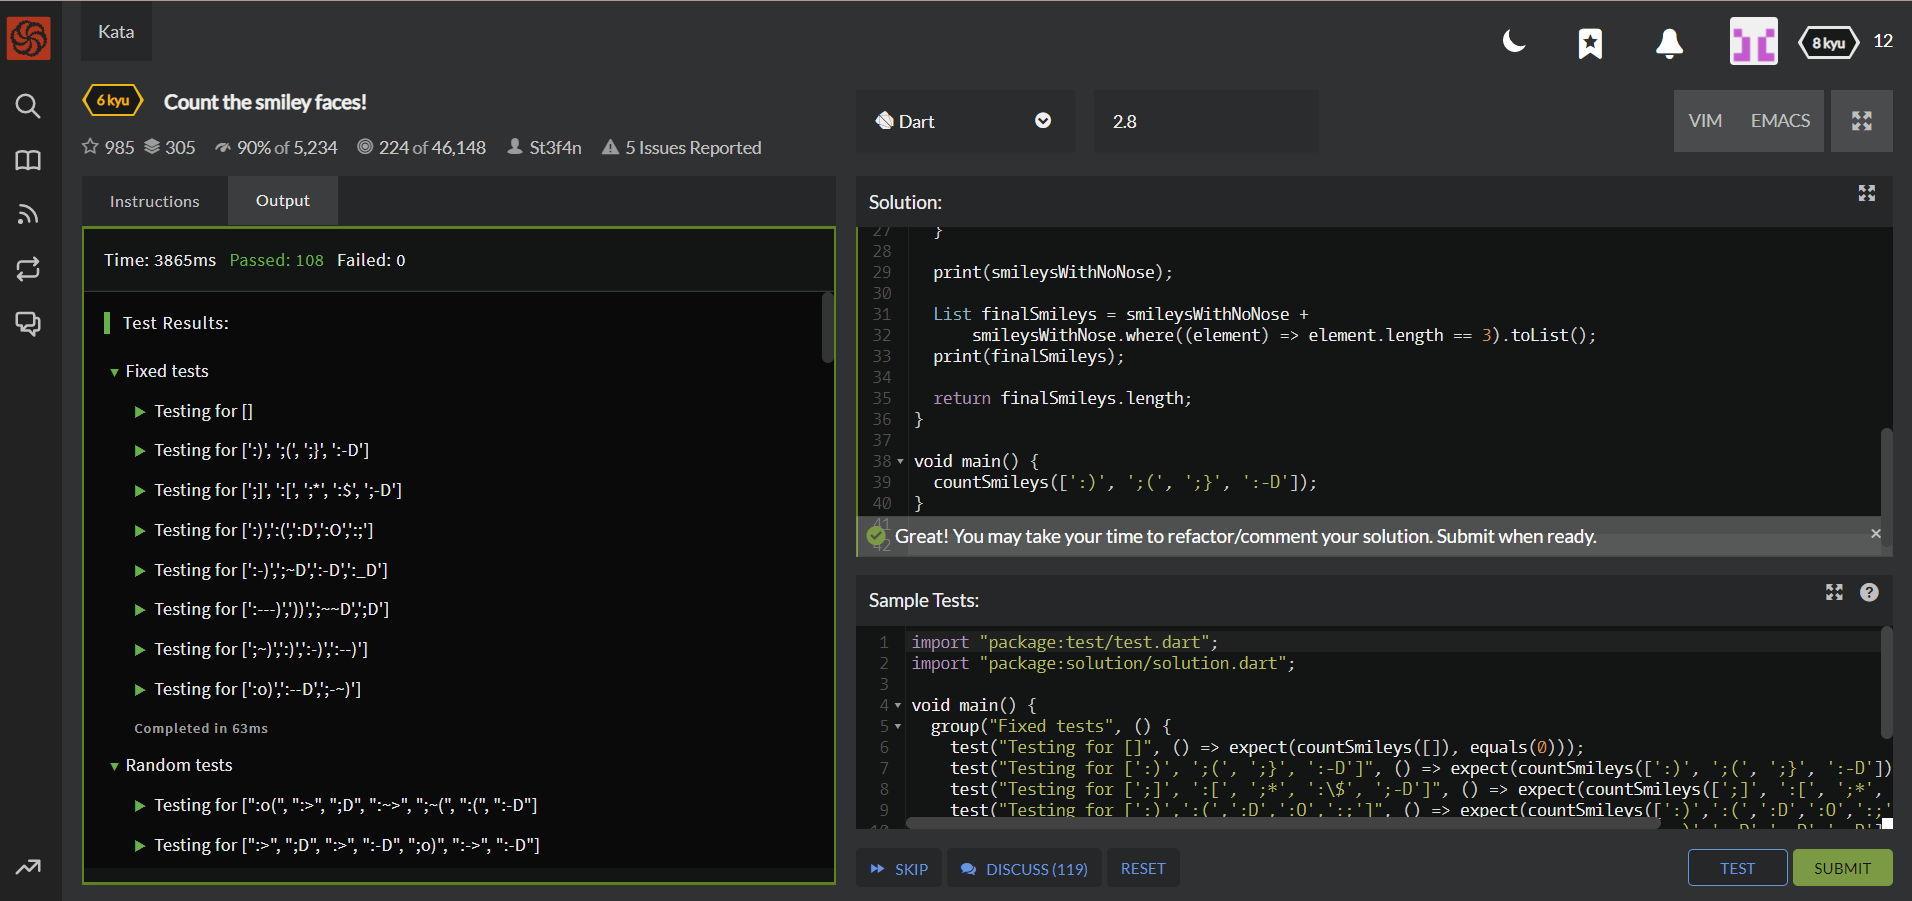 Kata
8 kyu 12
6 kyu Count the smiley faces!
985 305 90% of 5,234 224 of 46,148 St3f4n 5 Issues Reported
Dart 2.8 VIM EMACS
Instructions Output
Time: 3865ms Passed: 108 Failed: 0
Test Results:
Fixed tests
Testing for []
Testing for [':)', ';(', ';}', ':-D']
Testing for [';]', ':[', ';*', ':$', ';-D']
Testing for [':)',':(',':D',':O',':;']
Testing for [':-)',';~D',':-D',':_D']
Testing for [':---)','))',';~~D',';D']
Testing for [';~)',':)',':-)',':--)']
Testing for [':o)',':--D',';-~)']
Completed in 63ms
Random tests
Testing for [":o(", ":>", ";D", ":~>", ";~(", ":(", ":-D"]
Testing for [":>", ";D", ":>", ":-D", ";o)", ":->", ":-D"]
Solution:
27 }
28
29 print(smileysWithNoNose);
30
31 List finalSmileys = smileysWithNoNose +
32 smileysWithNose.where((element) => element.length == 3).toList();
33 print(finalSmileys);
34
35 return finalSmileys.length;
36 }
37
38 void main() {
39 countSmileys([':)', ';(', ';}', ':-D']);
40 }
41
42
Great! You may take your time to refactor/comment your solution. Submit when ready.
Sample Tests:
1 import "package:test/test.dart";
2 import "package:solution/solution.dart";
3
4 void main() {
5 group("Fixed tests", () {
6 test("Testing for []", () => expect(countSmileys([]), equals(0)));
7 test("Testing for [':)', ';(', ';}', ':-D']", () => expect(countSmileys([':)', ';(', ';}', ':-D'])
8 test("Testing for [';]', ':[', ';*', ':\$', ';-D']", () => expect(countSmileys([';]', ':[', ';*',
9 test("Testing for [':)',':(',':D',':O',':;']", () => expect(countSmileys([':)',':(',':D',':O',':;'
10
SKIP DISCUSS (119) RESET TEST SUBMIT